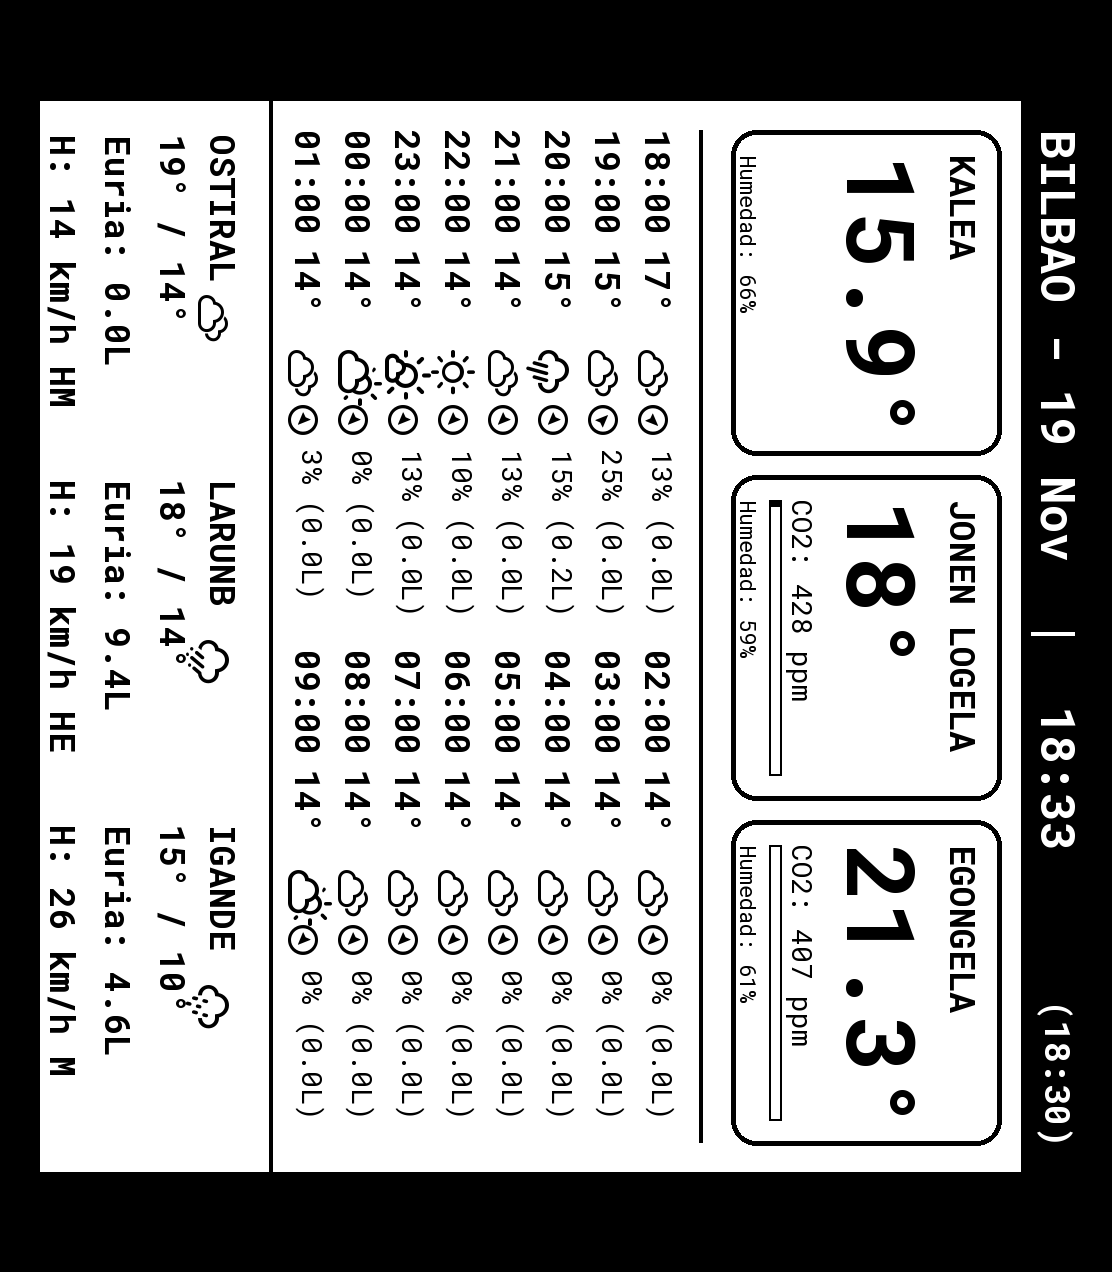 BILBAO - 19 Nov | 18:33 (18:30)
KALEA
15.9°
Humedad: 66%
JONEN LOGELA
18°
CO2: 428 ppm
Humedad: 59%
EGONGELA
21.3°
CO2: 407 ppm
Humedad: 61%
18:00 17° 13% (0.0L)
19:00 15° 25% (0.0L)
20:00 15° 15% (0.2L)
21:00 14° 13% (0.0L)
22:00 14° 10% (0.0L)
23:00 14° 13% (0.0L)
00:00 14° 0% (0.0L)
01:00 14° 3% (0.0L)
02:00 14° 0% (0.0L)
03:00 14° 0% (0.0L)
04:00 14° 0% (0.0L)
05:00 14° 0% (0.0L)
06:00 14° 0% (0.0L)
07:00 14° 0% (0.0L)
08:00 14° 0% (0.0L)
09:00 14° 0% (0.0L)
OSTIRAL
19° / 14°
Euria: 0.0L
H: 14 km/h HM
LARUNB
18° / 14°
Euria: 9.4L
H: 19 km/h HE
IGANDE
15° / 10°
Euria: 4.6L
H: 26 km/h M